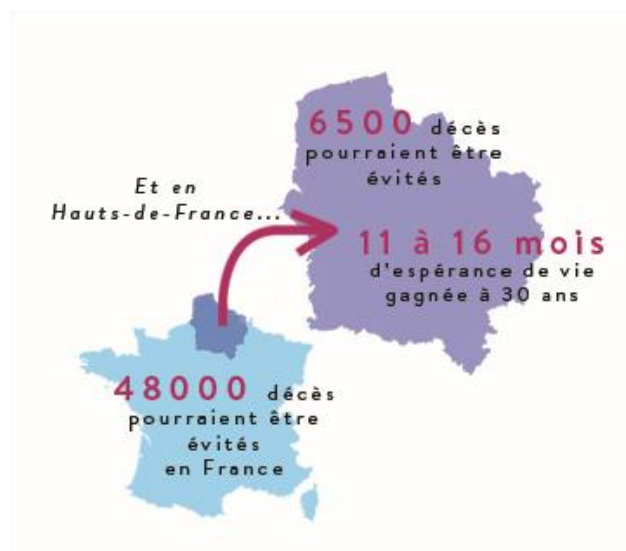 6500 décès
pourraient être
évités
Et en
Hauts-de-France...
11 à 16 mois
d'espérance de vie
gagnée à 30 ans
48000 décès
pourraient être
évités
en France